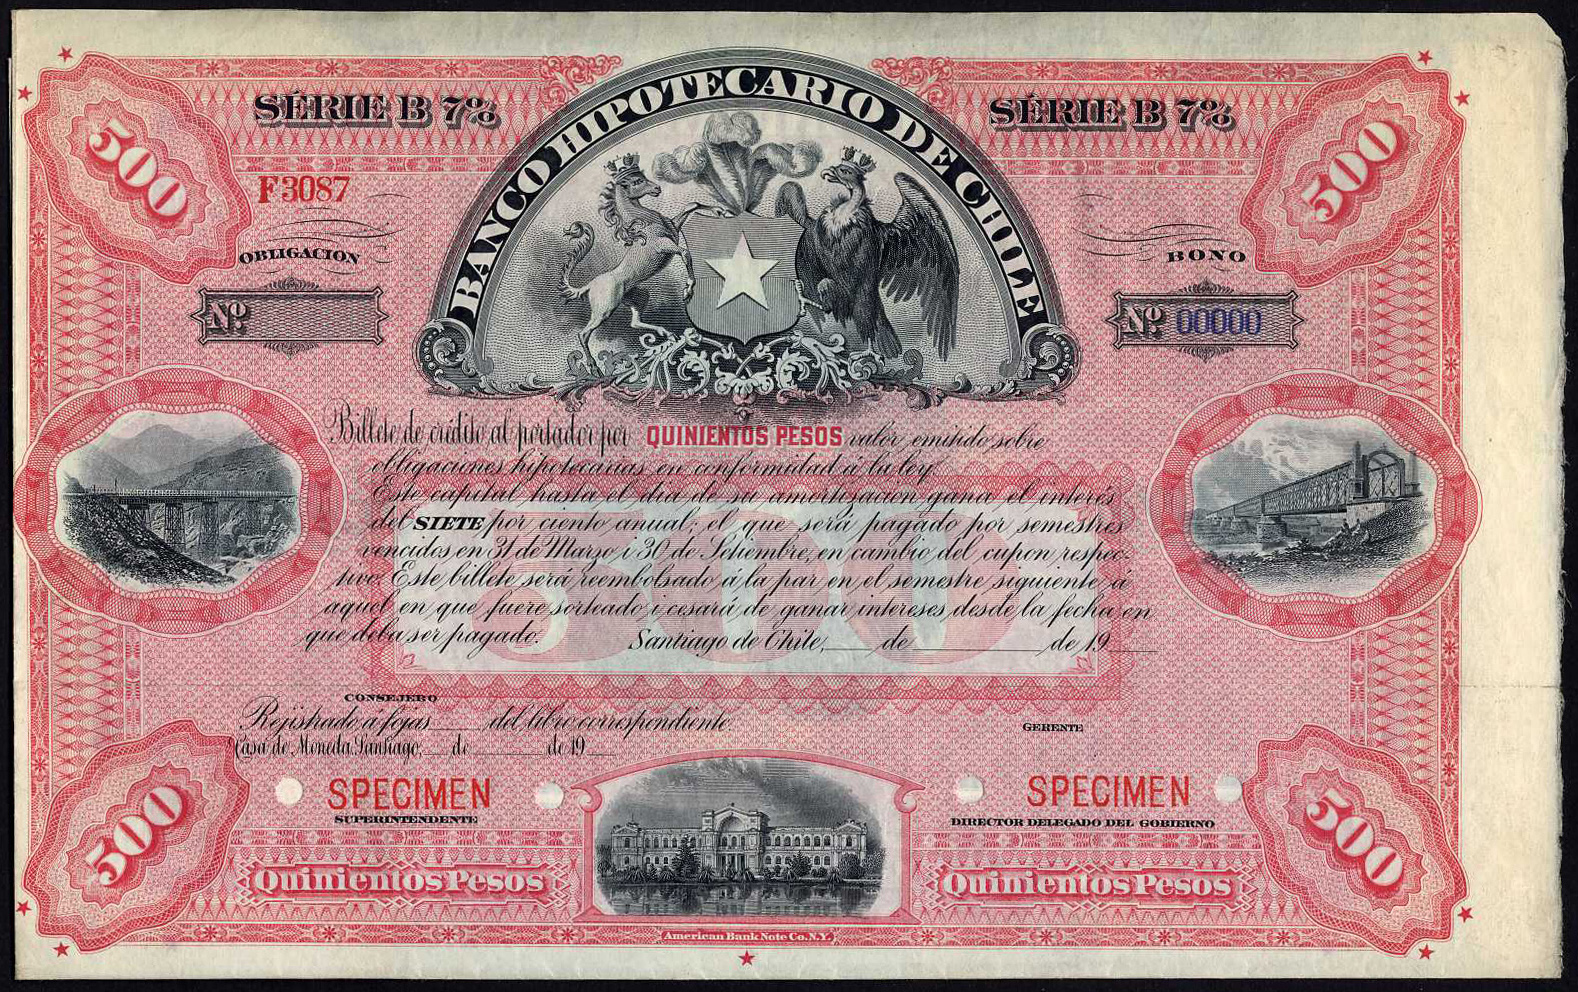 500
SÉRIE B 7%
BANCO HIPOTECARIO DE CHILE
SÉRIE B 7%
500
F3087
OBLIGACION
BONO
Nº
Nº 00000
Billete de crédito al portador por QUINIENTOS PESOS valor emitido sobre
obligaciones hipotecarias en conformidad á la ley.
Este capital hasta el dia de su amortisacion gana el interés
del SIETE por ciento anual; el que será pagado por semestres
vencidos en 31 de Marzo i 30 de Setiembre, en cambio del cupon respec-
tivo Este billete será reembolsado á la par en el semestre siguiente á
aquel en que fuere sorteado i cesará de ganar intereses desde la fecha en
que deba ser pagado. Santiago de Chile, de de 19
500
CONSEJERO
Rejistrado á fojas del libro correspondiente.
GERENTE
Casa de Moneda, Santiago, de de 19
SPECIMEN
SPECIMEN
SUPERINTENDENTE
DIRECTOR DELEGADO DEL GOBIERNO
500
500
Quinientos Pesos
Quinientos Pesos
American Bank Note Co. N.Y.